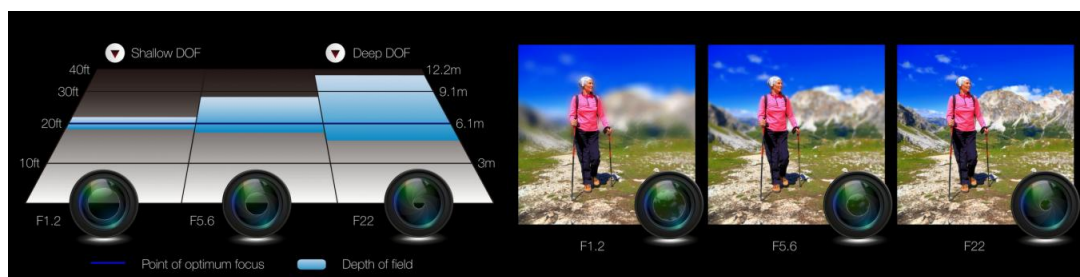 Shallow DOF
Deep DOF
40ft
12.2m
30ft
9.1m
20ft
6.1m
10ft
3m
F1.2
F5.6
F22
Point of optimum focus
Depth of field
F1.2
F5.6
F22